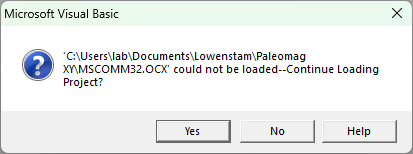 Microsoft Visual Basic
'C:\Users\lab\Documents\Lowenstam\Paleomag
XY\MSCOMM32.OCX' could not be loaded--Continue Loading
Project?
Yes
No
Help